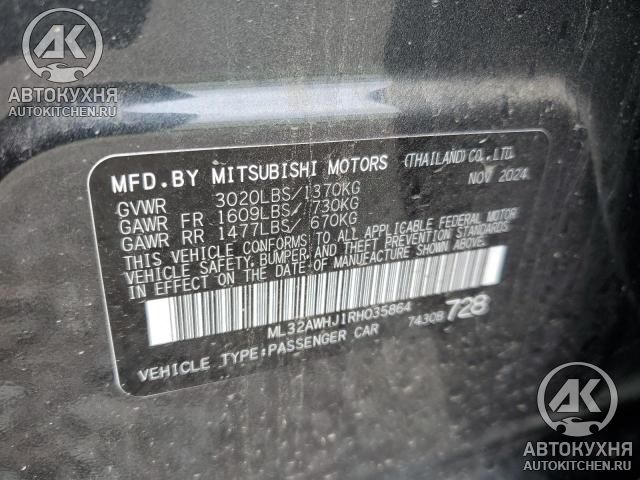 AK
АВТОКУХНЯ
AUTOKITCHEN.RU
MFD. BY MITSUBISHI MOTORS (THAILAND) CO., LTD.
NOV 2024
GVWR 3020LBS/1370KG
GAWR FR 1609LBS/ 730KG
GAWR RR 1477LBS/ 670KG
THIS VEHICLE CONFORMS TO ALL APPLICABLE FEDERAL MOTOR
VEHICLE SAFETY, BUMPER, AND THEFT PREVENTION STANDARDS
IN EFFECT ON THE DATE OF MANUFACTURE SHOWN ABOVE.
ML32AWHJ1RH035864
7430B 728
VEHICLE TYPE:PASSENGER CAR
AK
АВТОКУХНЯ
AUTOKITCHEN.RU